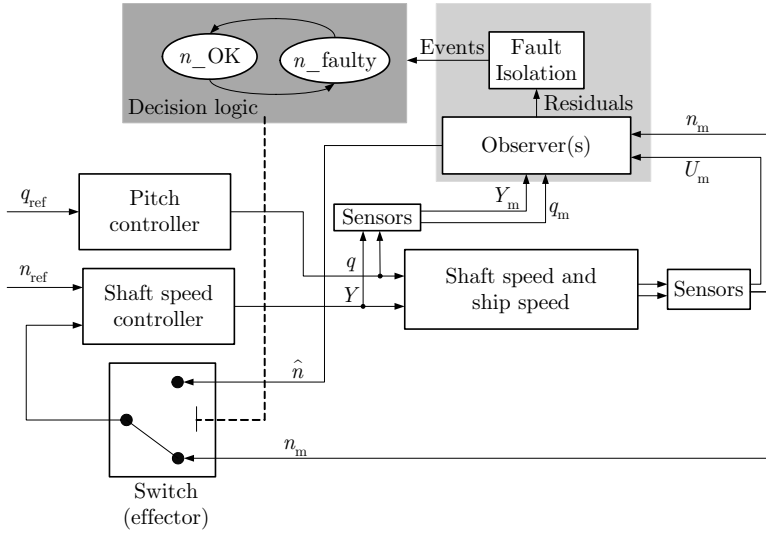 n_OK
n_faulty
Decision logic
Events
Fault
Isolation
Residuals
Observer(s)
n_m
U_m
q_ref
Pitch
controller
Sensors
Y_m
q_m
n_ref
Shaft speed
controller
q
Y
Shaft speed and
ship speed
Sensors
n̂
n_m
Switch
(effector)